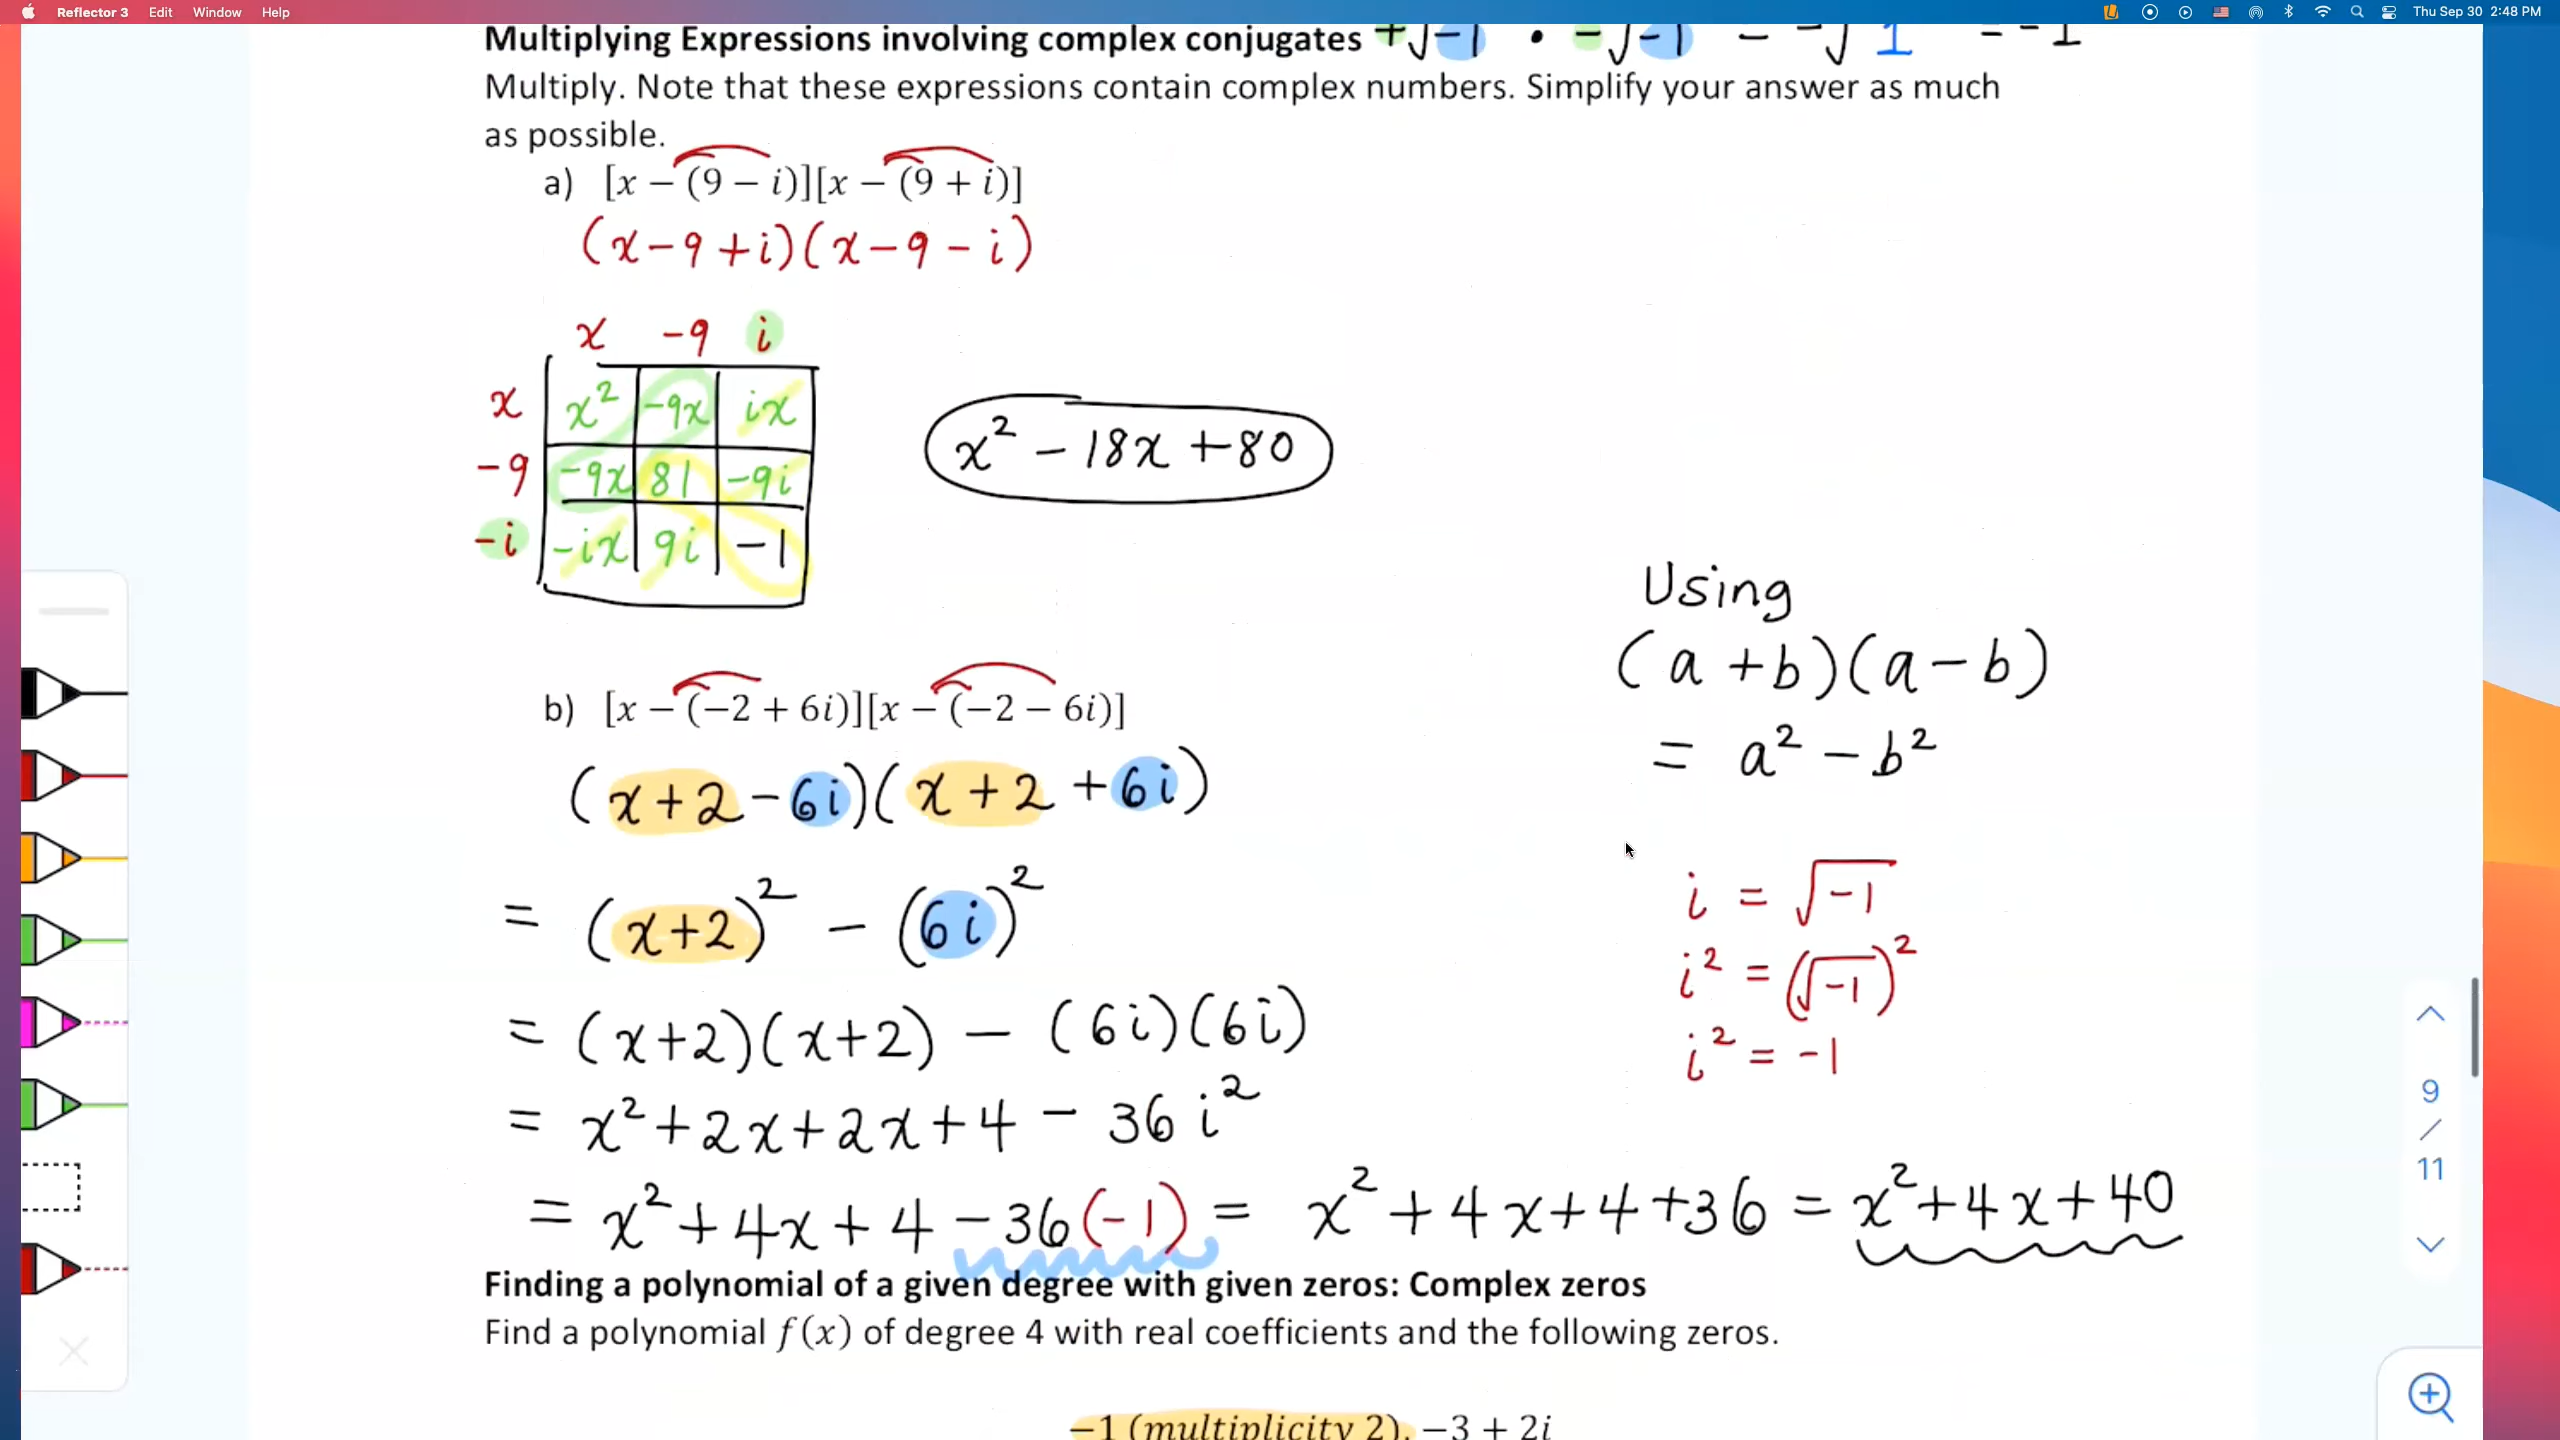 Reflector 3 Edit Window Help Thu Sep 30 2:48 PM
Multiplying Expressions involving complex conjugates +√-1 • -√-1 = -√1 = -1
Multiply. Note that these expressions contain complex numbers. Simplify your answer as much
as possible.
a) [x − (9 − i)][x − (9 + i)]
(x-9+i)(x-9-i)
x -9 i
x x² -9x ix
-9 -9x 81 -9i
-i -ix 9i -1
x² - 18x + 80
Using
(a+b)(a-b)
= a² - b²
b) [x − (−2 + 6i)][x − (−2 − 6i)]
(x+2-6i)(x+2+6i)
= (x+2)² - (6i)²
= (x+2)(x+2) - (6i)(6i)
= x²+2x+2x+4 - 36i²
= x²+4x+4-36(-1) = x²+4x+4+36 = x²+4x+40
i = √-1
i² = (√-1)²
i² = -1
9
/
11
Finding a polynomial of a given degree with given zeros: Complex zeros
Find a polynomial f(x) of degree 4 with real coefficients and the following zeros.
−1 (multiplicity 2), −3 + 2i